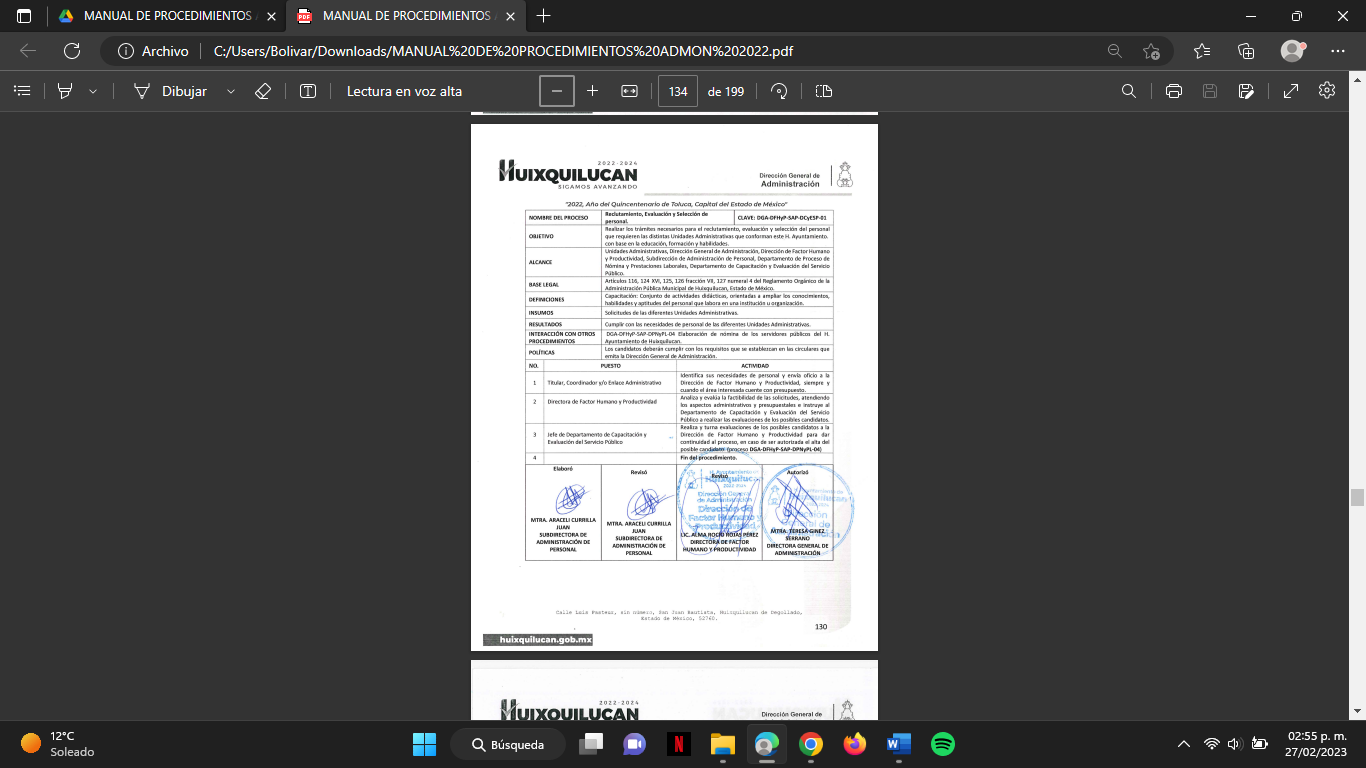 MANUAL DE PROCEDIMIENTOS
MANUAL DE PROCEDIMIENTOS
Archivo
C:/Users/Bolivar/Downloads/MANUAL%20DE%20PROCEDIMIENTOS%20ADMON%202022.pdf
Dibujar
Lectura en voz alta
134
de 199
2022-2024
HUIXQUILUCAN
SIGAMOS AVANZANDO
Dirección General de
Administración
"2022, Año del Quincentenario de Toluca, Capital del Estado de México"
NOMBRE DEL PROCESO
Reclutamiento, Evaluación y Selección de
personal.
CLAVE: DGA-DFHyP-SAP-DCyESP-01
OBJETIVO
Realizar los trámites necesarios para el reclutamiento, evaluación y selección del personal
que requieren las distintas Unidades Administrativas que conforman este H. Ayuntamiento.
con base en la educación, formación y habilidades.
ALCANCE
Unidades Administrativas, Dirección General de Administración, Dirección de Factor Humano
y Productividad, Subdirección de Administración de Personal, Departamento de Proceso de
Nómina y Prestaciones Laborales, Departamento de Capacitación y Evaluación del Servicio
Público.
BASE LEGAL
Artículos 116, 124 XVI, 125, 126 fracción VII, 127 numeral 4 del Reglamento Orgánico de la
Administración Pública Municipal de Huixquilucan, Estado de México.
DEFINICIONES
Capacitación: Conjunto de actividades didácticas, orientadas a ampliar los conocimientos,
habilidades y aptitudes del personal que labora en una institución u organización.
INSUMOS
Solicitudes de las diferentes Unidades Administrativas.
RESULTADOS
Cumplir con las necesidades de personal de las diferentes Unidades Administrativas.
INTERACCIÓN CON OTROS
PROCEDIMIENTOS
DGA-DFHyP-SAP-DPNyPL-04 Elaboración de nómina de los servidores públicos del H.
Ayuntamiento de Huixquilucan.
POLÍTICAS
Los candidatos deberán cumplir con los requisitos que se establezcan en las circulares que
emita la Dirección General de Administración.
NO.
PUESTO
ACTIVIDAD
1
Titular, Coordinador y/o Enlace Administrativo
Identifica sus necesidades de personal y envía oficio a la
Dirección de Factor Humano y Productividad, siempre y
cuando el área interesada cuente con presupuesto.
2
Directora de Factor Humano y Productividad
Analiza y evalúa la factibilidad de las solicitudes, atendiendo
los aspectos administrativos y presupuestales e instruye al
Departamento de Capacitación y Evaluación del Servicio
Público a realizar las evaluaciones de los posibles candidatos.
3
Jefe de Departamento de Capacitación y
Evaluación del Servicio Público
Realiza y turna evaluaciones de los posibles candidatos a la
Dirección de Factor Humano y Productividad para dar
continuidad al proceso, en caso de ser autorizada el alta del
posible candidato (proceso DGA-DFHyP-SAP-DPNyPL-04)
4
Fin del procedimiento.
Elaboró
MTRA. ARACELI CURRILLA
JUAN
SUBDIRECTORA DE
ADMINISTRACIÓN DE
PERSONAL
Revisó
MTRA. ARACELI CURRILLA
JUAN
SUBDIRECTORA DE
ADMINISTRACIÓN DE
PERSONAL
Revisó
Dirección General
de Administración
Dirección de
Factor Humano y
Productividad
LIC. ALMA ROCIO ROJAS PÉREZ
DIRECTORA DE FACTOR
HUMANO Y PRODUCTIVIDAD
Autorizó
MTRA. TERESA GINEZ
SERRANO
DIRECTORA GENERAL DE
ADMINISTRACIÓN
Calle Luis Pasteur, sin número, San Juan Bautista, Huixquilucan de Degollado,
Estado de México, 52760.
130
huixquilucan.gob.mx
2022-2024
HUIXQUILUCAN
Dirección General de
12°C
Soleado
Búsqueda
02:55 p. m.
27/02/2023